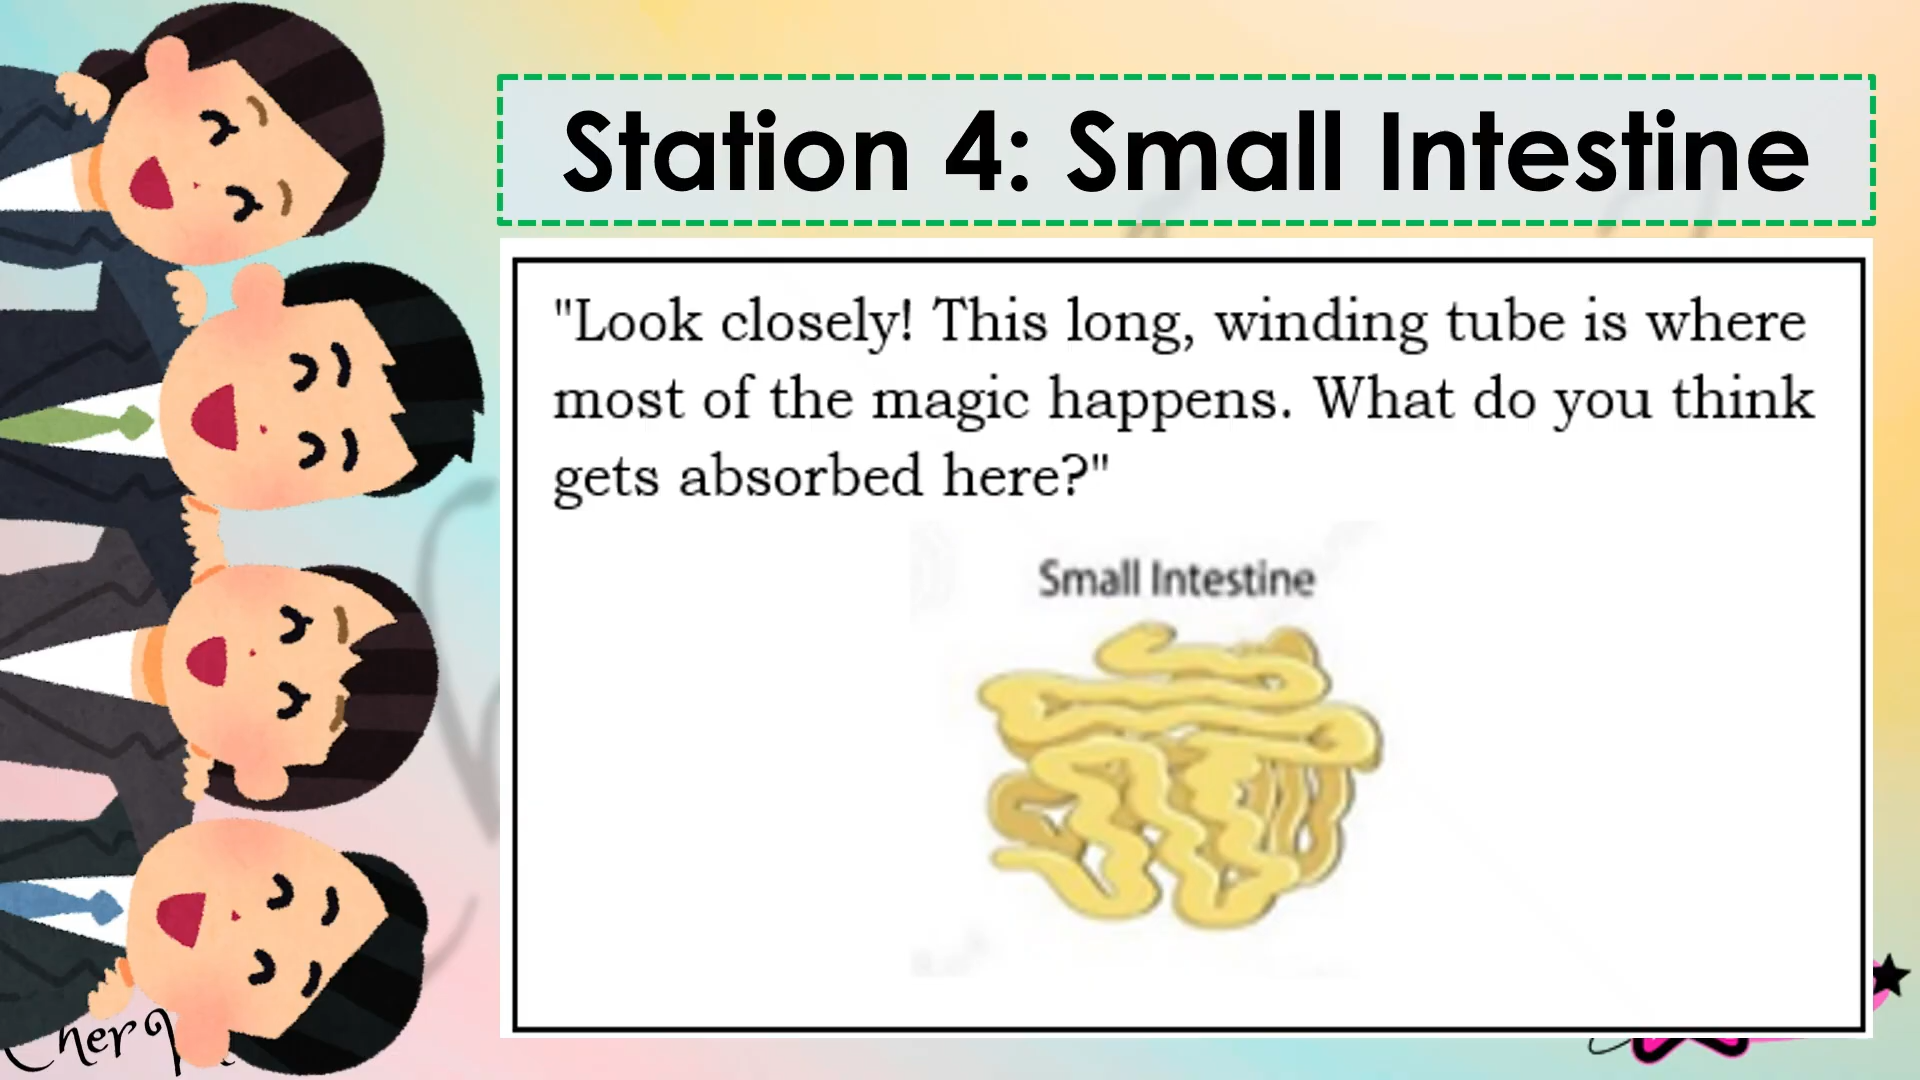 Station 4: Small Intestine
"Look closely! This long, winding tube is where
most of the magic happens. What do you think
gets absorbed here?"
Small Intestine